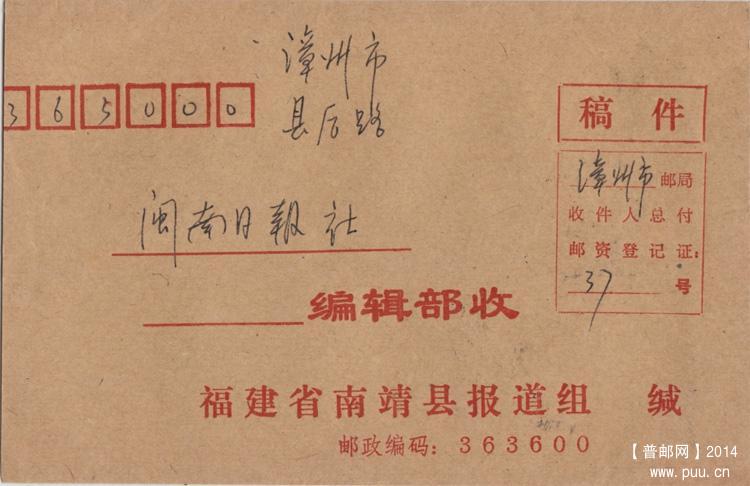 漳州市
县后路
365000
稿件
漳州市邮局
收件人总付
邮资登记证:
37号
闽南日报社
编辑部收
福建省南靖县报道组 缄
邮政编码: 363600
【普邮网】2014
www.puu.cn